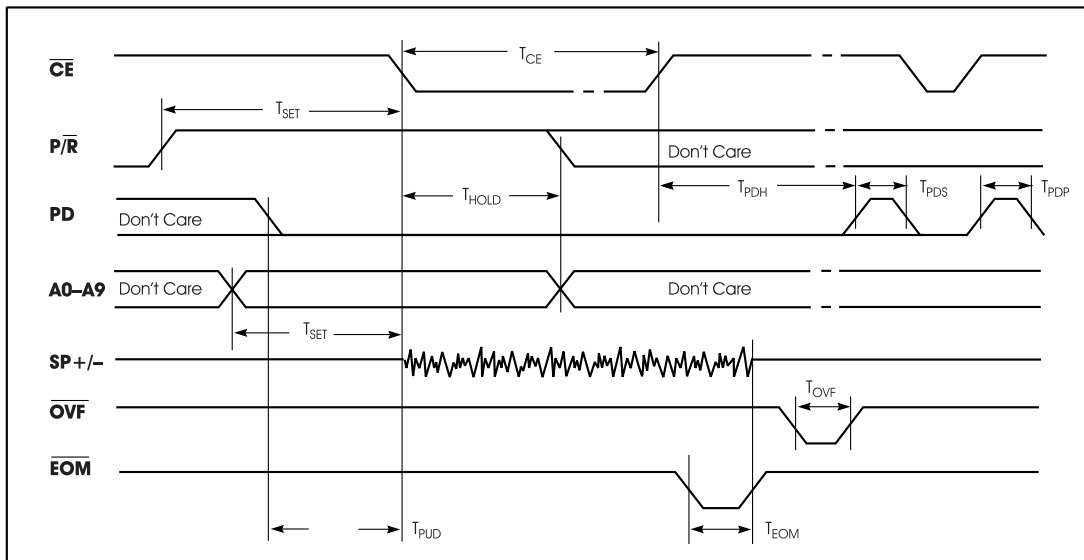 CE
T_CE
T_SET
P/R
Don't Care
T_HOLD
T_PDH
T_PDS
T_PDP
PD
Don't Care
A0–A9
Don't Care
Don't Care
T_SET
SP+/–
T_OVF
OVF
EOM
T_PUD
T_EOM